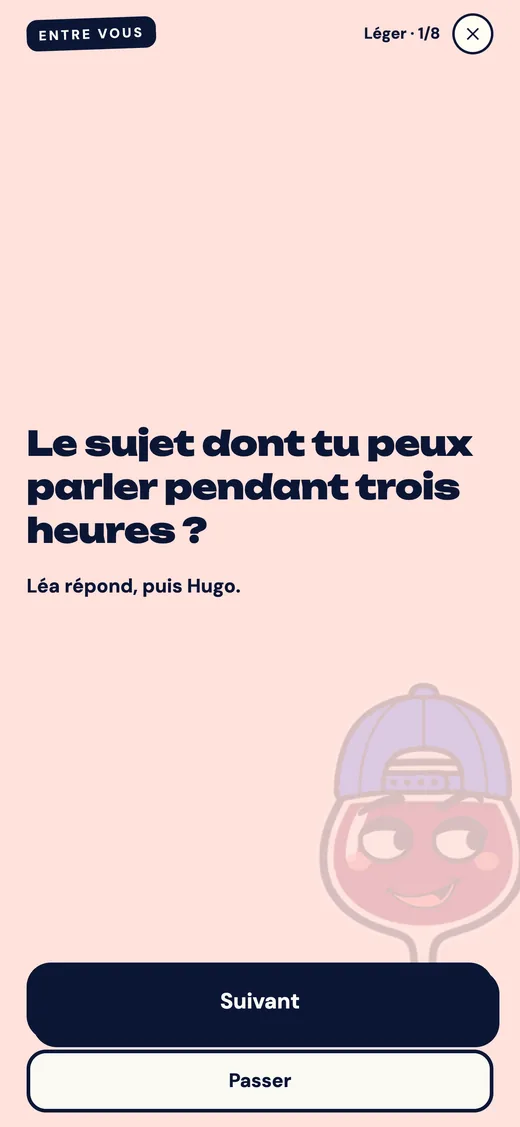 ENTRE VOUS
Léger · 1/8
Le sujet dont tu peux
parler pendant trois
heures ?
Léa répond, puis Hugo.
Suivant
Passer